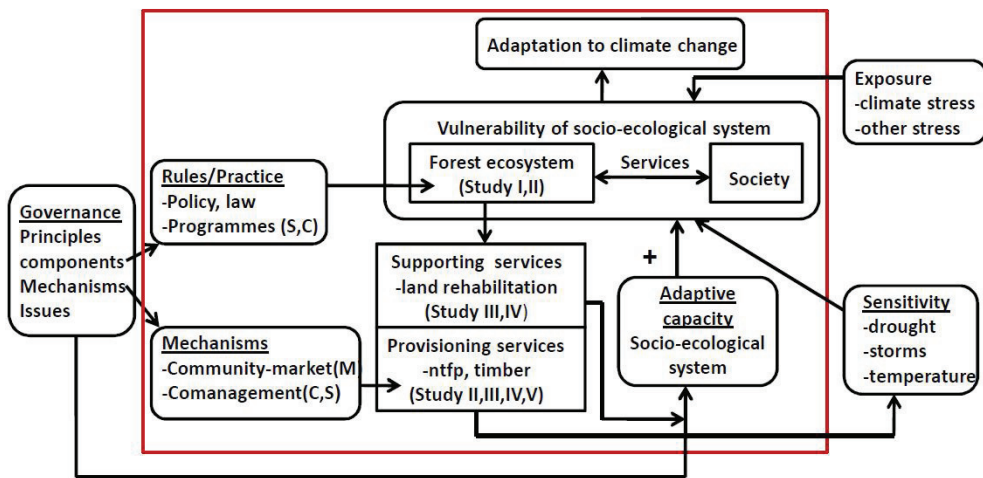 Adaptation to climate change
Exposure
-climate stress
-other stress
Vulnerability of socio-ecological system
Forest ecosystem
(Study I,II)
Services
Society
Rules/Practice
-Policy, law
-Programmes (S,C)
Governance
Principles
components
Mechanisms
Issues
Supporting services
-land rehabilitation
(Study III,IV)
+
Adaptive
capacity
Socio-ecological
system
Sensitivity
-drought
-storms
-temperature
Mechanisms
-Community-market(M)
-Comanagement(C,S)
Provisioning services
-ntfp, timber
(Study II,III,IV,V)